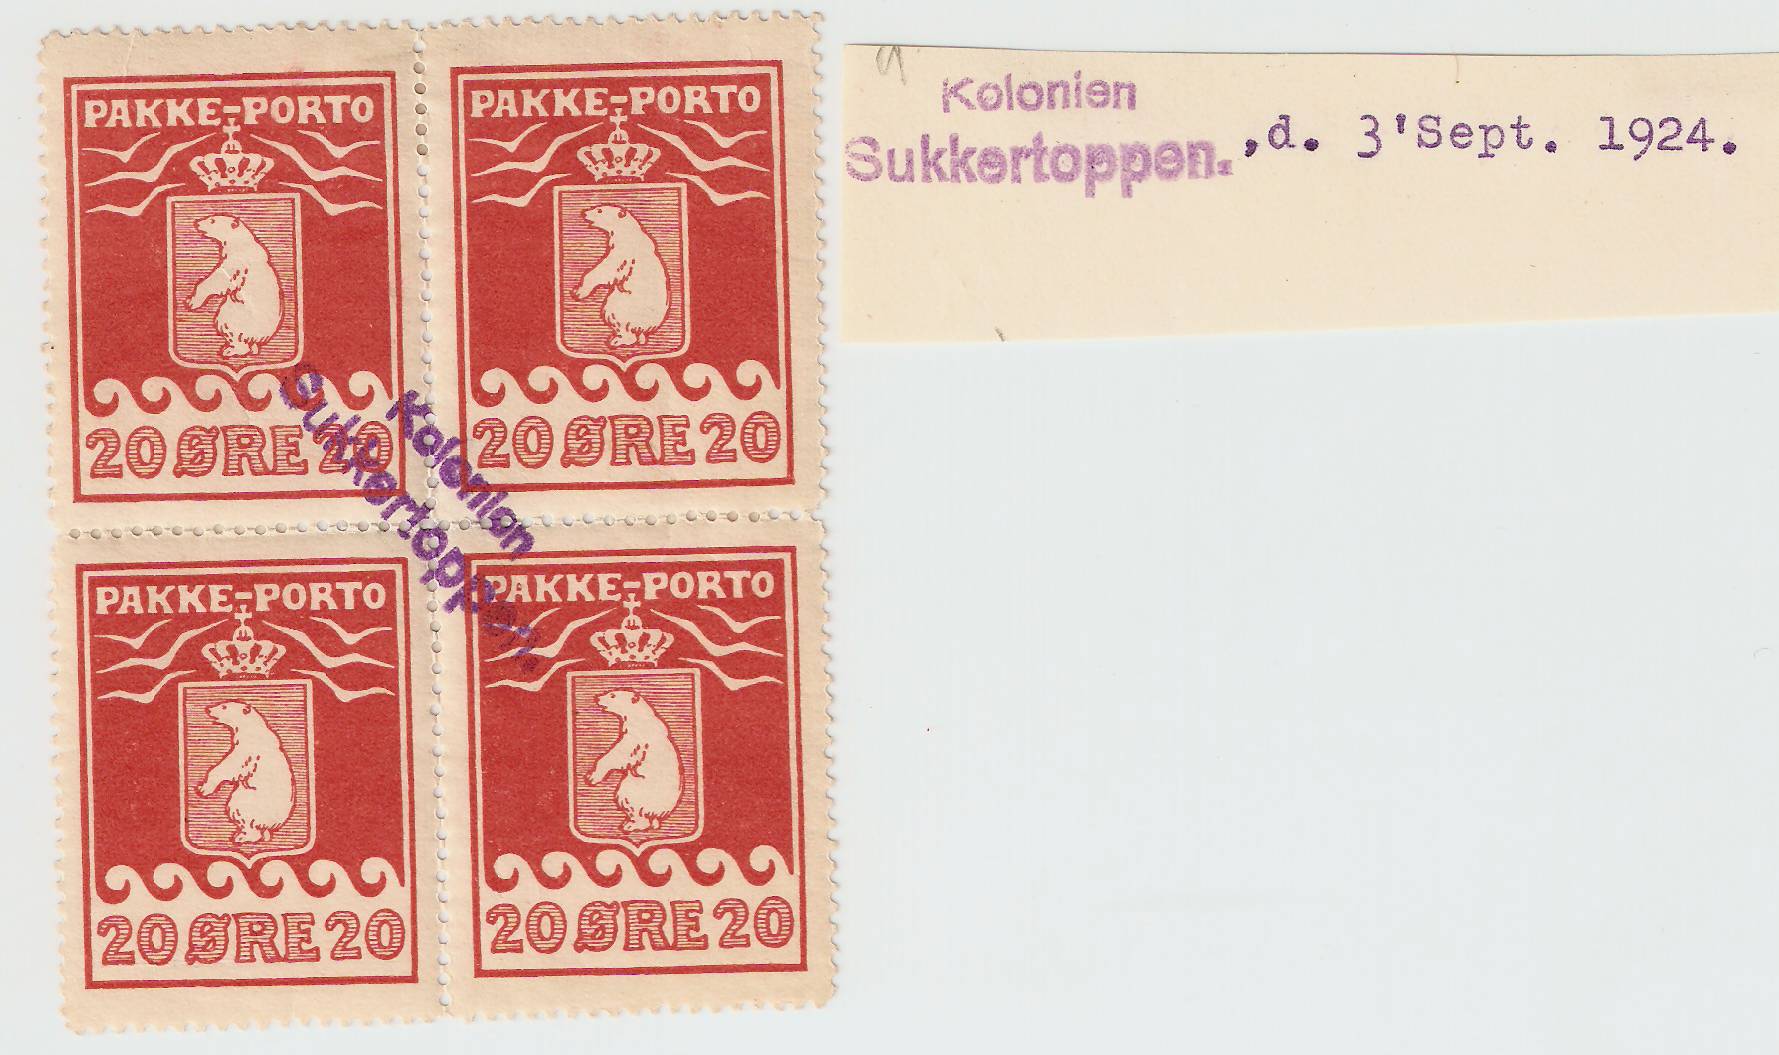 PAKKE-PORTO
20 ØRE 20
PAKKE-PORTO
20 ØRE 20
Kolonien
Sukkertoppen.
PAKKE-PORTO
20 ØRE 20
PAKKE-PORTO
20 ØRE 20
Kolonien
Sukkertoppen. ,d. 3'Sept. 1924.